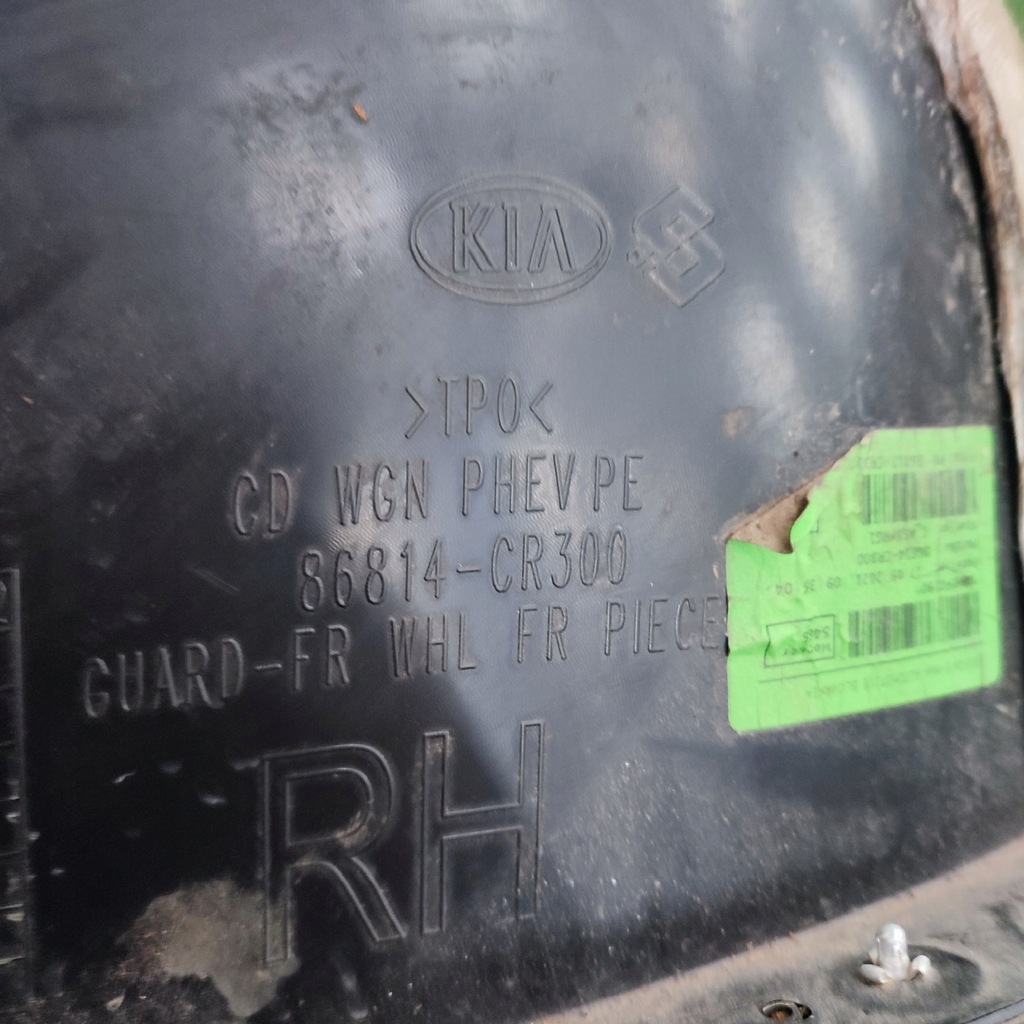 KIA
>TPO<
CD WGN PHEV PE
86814-CR300
GUARD-FR WHL FR PIECE
RH